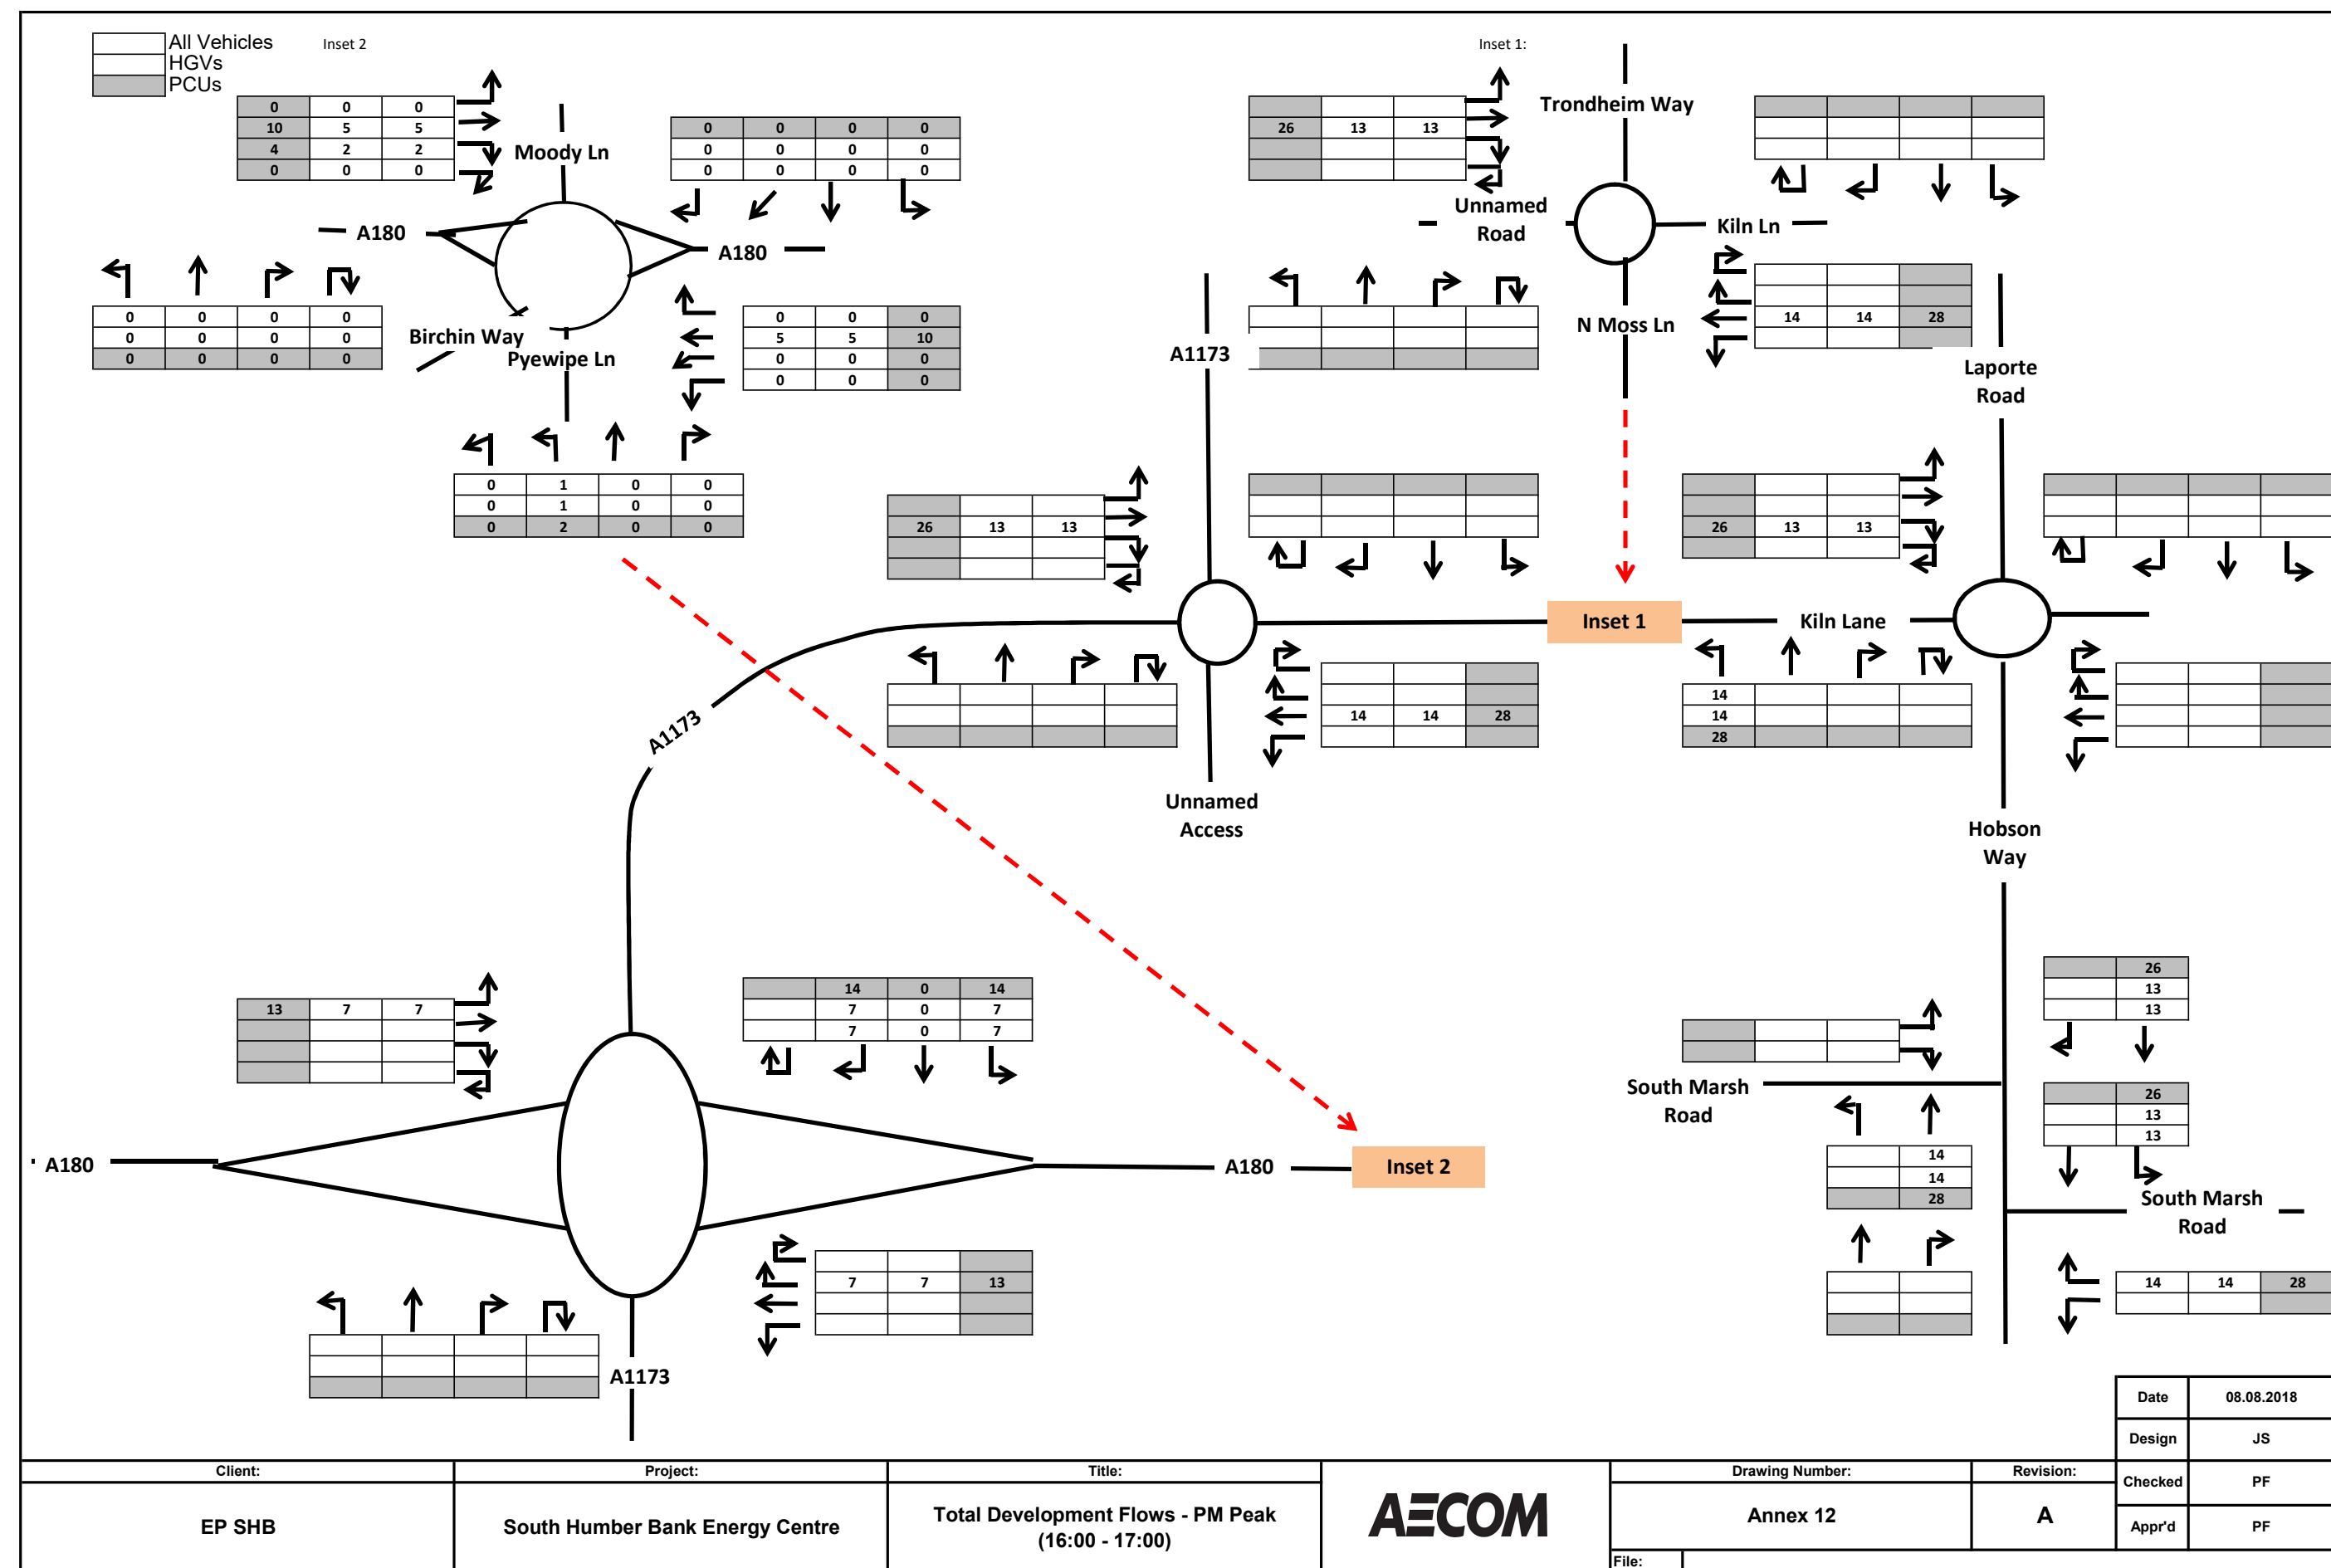 All Vehicles
HGVs
PCUs
Inset 2
0 0 0
10 5 5
4 2 2
0 0 0
Moody Ln
0 0 0 0
0 0 0 0
0 0 0 0
A180
A180
0 0 0 0
0 0 0 0
0 0 0 0
Birchin Way
Pyewipe Ln
0 0 0
5 5 10
0 0 0
0 0 0
0 1 0 0
0 1 0 0
0 2 0 0
Inset 1:
26 13 13
Trondheim Way
Unnamed
Road
Kiln Ln
N Moss Ln
14 14 28
A1173
Laporte
Road
26 13 13
26 13 13
Inset 1
Kiln Lane
14 14 28
14
14
28
A1173
Unnamed
Access
Hobson
Way
13 7 7
14 0 14
7 0 7
7 0 7
26
13
13
South Marsh
Road
26
13
13
14
14
28
A180
A180
Inset 2
South Marsh
Road
7 7 13
14 14 28
A1173
Date 08.08.2018
Design JS
Checked PF
Appr'd PF
Client:
EP SHB
Project:
South Humber Bank Energy Centre
Title:
Total Development Flows - PM Peak
(16:00 - 17:00)
AECOM
Drawing Number:
Annex 12
Revision:
A
File: